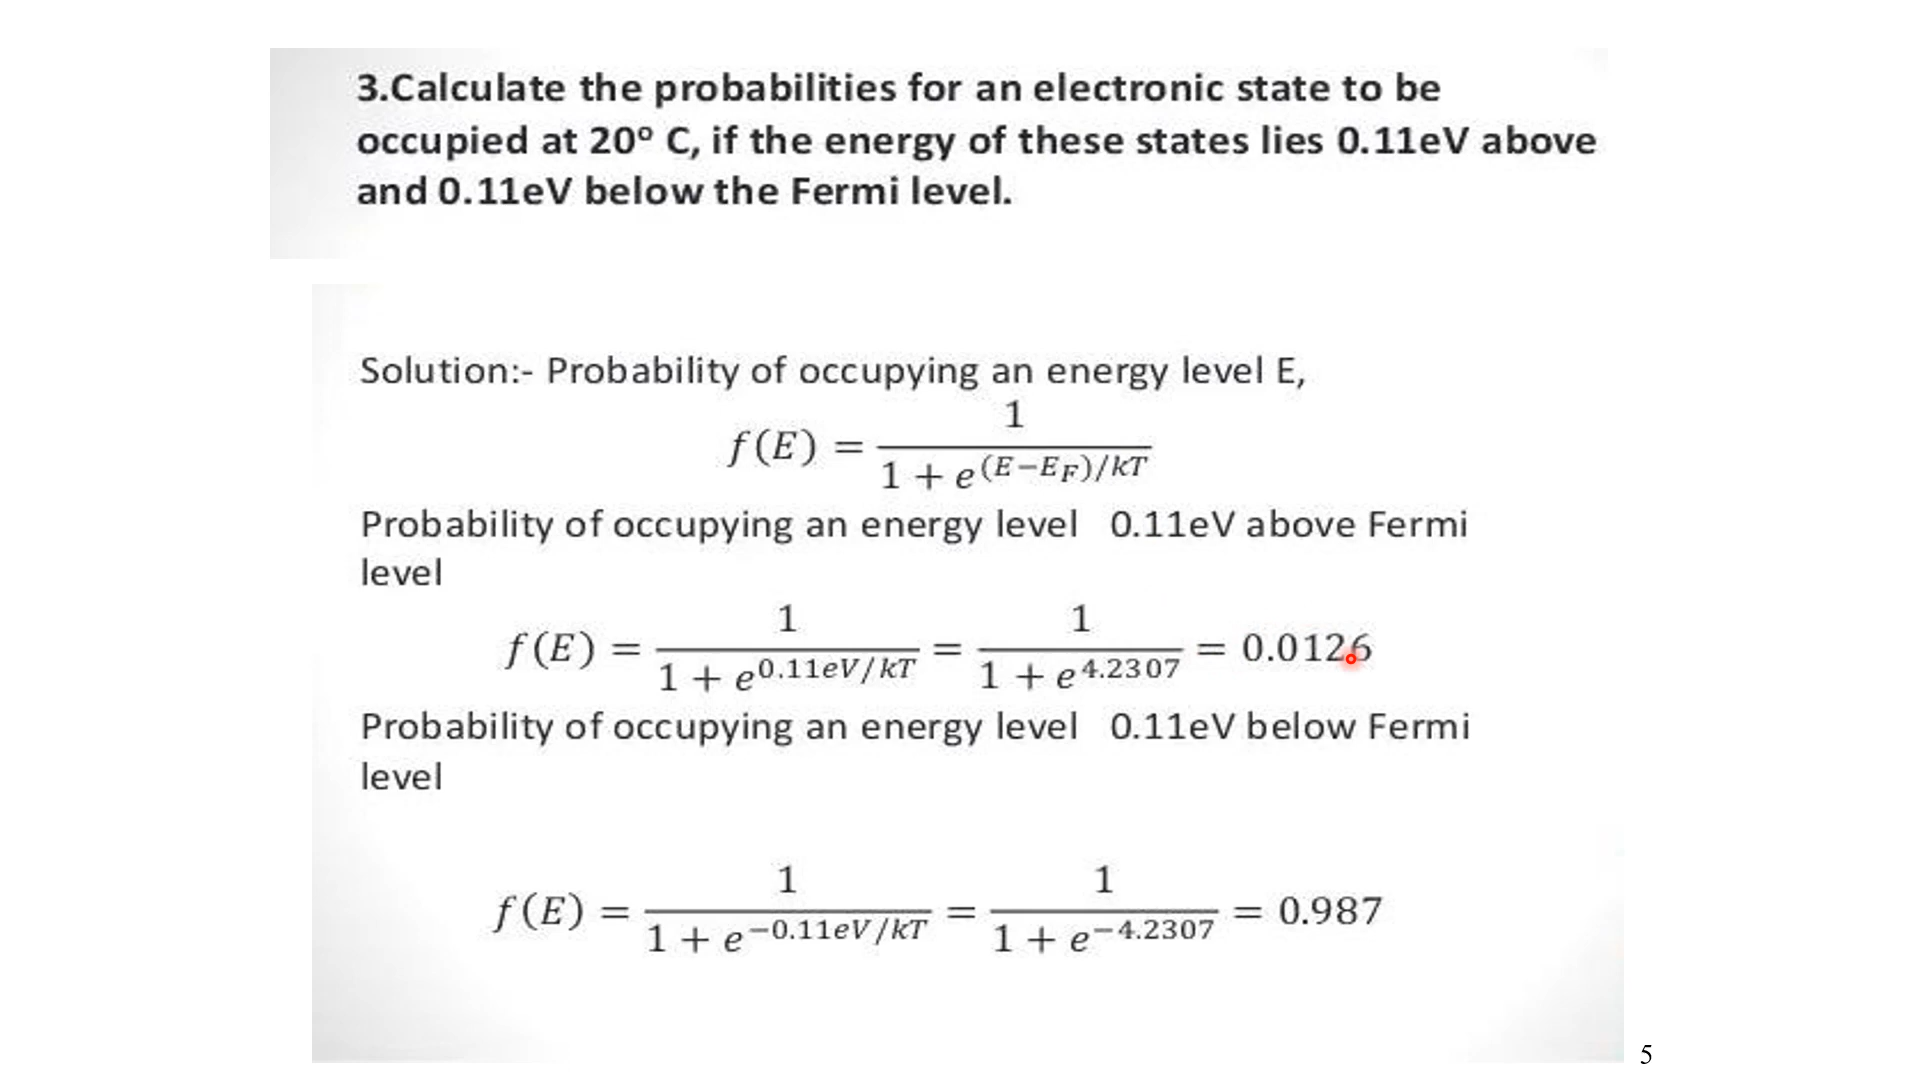 3.Calculate the probabilities for an electronic state to be
occupied at 20° C, if the energy of these states lies 0.11eV above
and 0.11eV below the Fermi level.
Solution:- Probability of occupying an energy level E,
f(E) = 1 / (1 + e^((E−E_F)/kT))
Probability of occupying an energy level 0.11eV above Fermi
level
f(E) = 1 / (1 + e^(0.11eV/kT)) = 1 / (1 + e^(4.2307)) = 0.0126
Probability of occupying an energy level 0.11eV below Fermi
level
f(E) = 1 / (1 + e^(−0.11eV/kT)) = 1 / (1 + e^(−4.2307)) = 0.987
5